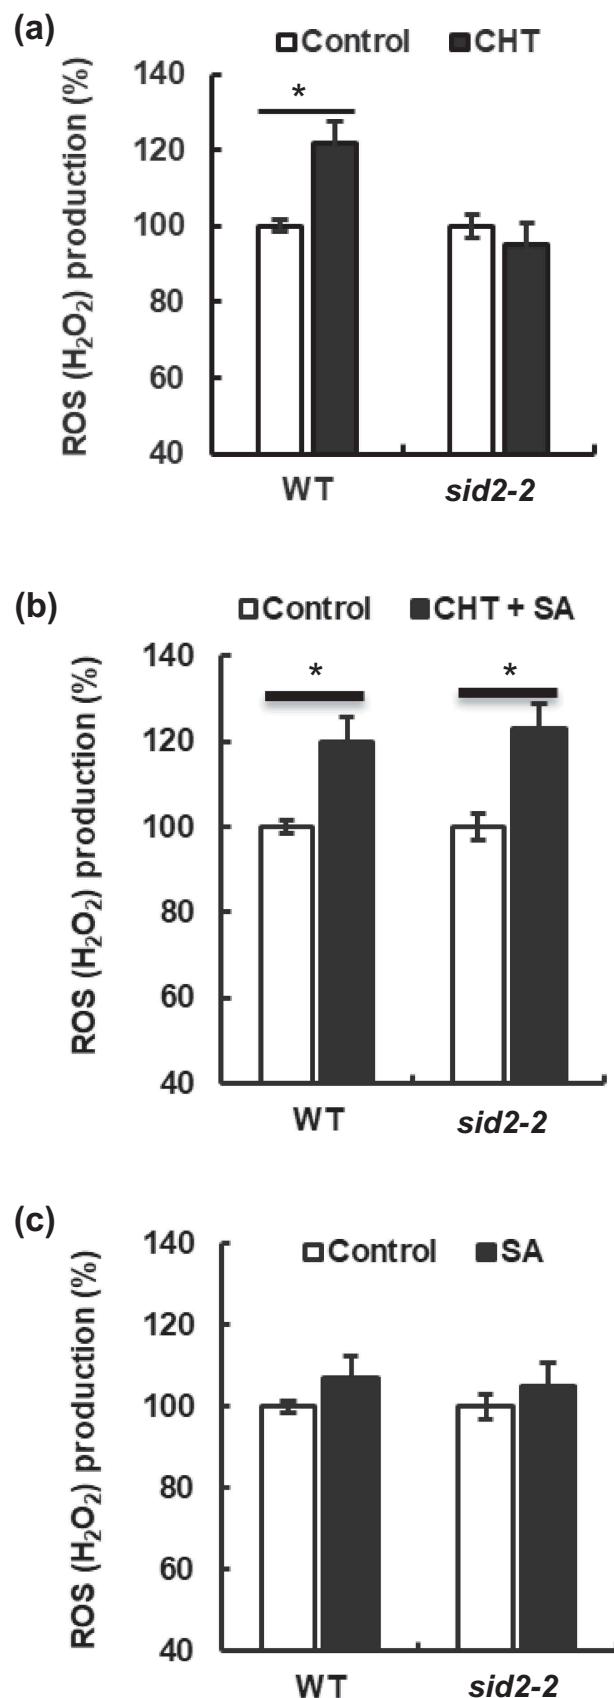 (a)
Control CHT
ROS (H₂O₂) production (%)
140
*
120
100
80
60
40
WT sid2-2
(b)
Control CHT + SA
ROS (H₂O₂) production (%)
140
* *
120
100
80
60
40
WT sid2-2
(c)
ROS (H₂O₂) production (%)
140
Control SA
120
100
80
60
40
WT sid2-2